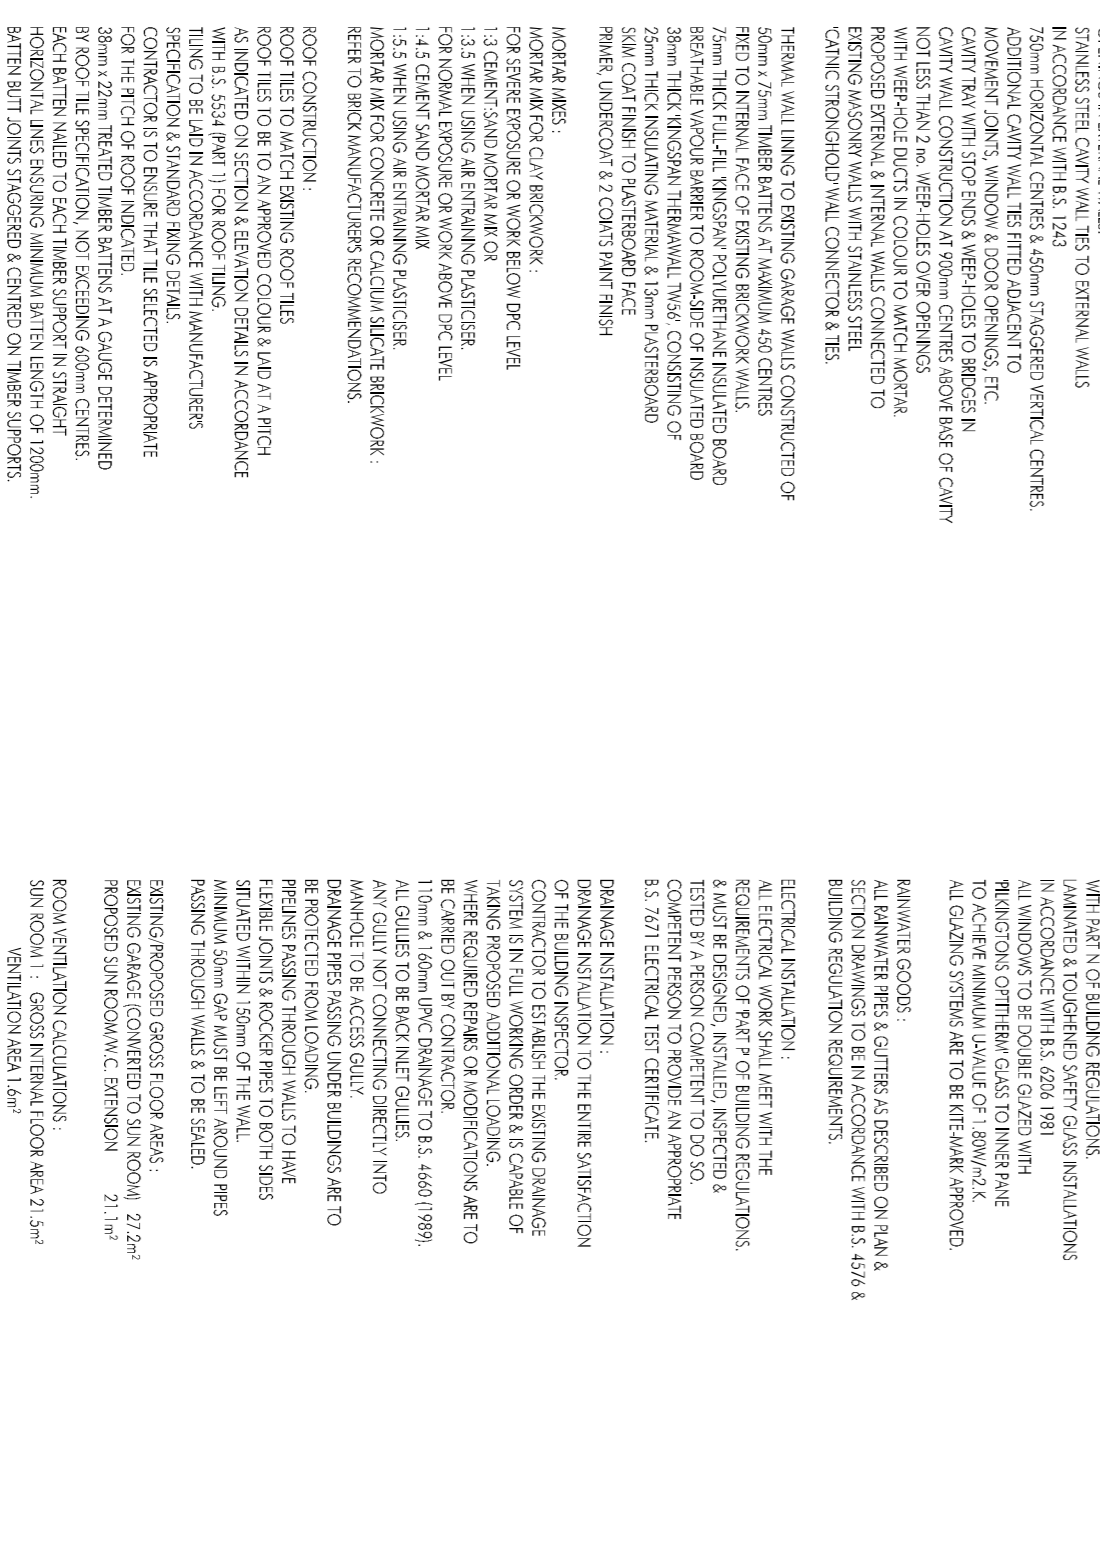 STAINLESS STEEL CAVITY WALL TIES TO EXTERNAL WALLS
IN ACCORDANCE WITH B.S. 1243
750mm HORIZONTAL CENTRES & 450mm STAGGERED VERTICAL CENTRES.
ADDITIONAL CAVITY WALL TIES FITTED ADJACENT TO
MOVEMENT JOINTS, WINDOW & DOOR OPENINGS, ETC.
CAVITY TRAY WITH STOP ENDS & WEEP-HOLES TO BRIDGES IN
CAVITY WALL CONSTRUCTION AT 900mm CENTRES ABOVE BASE OF CAVITY
NOT LESS THAN 2 no. WEEP-HOLES OVER OPENINGS
WITH WEEP-HOLE DUCTS IN COLOUR TO MATCH MORTAR.
PROPOSED EXTERNAL & INTERNAL WALLS CONNECTED TO
EXISTING MASONRY WALLS WITH STAINLESS STEEL
'CATNIC STRONGHOLD' WALL CONNECTOR & TIES.
THERMAL WALL LINING TO EXISTING GARAGE WALLS CONSTRUCTED OF
50mm x 75mm TIMBER BATTENS AT MAXIMUM 450 CENTRES
FIXED TO INTERNAL FACE OF EXISTING BRICKWORK WALLS.
75mm THICK FULL-FILL 'KINGSPAN' POLYURETHANE INSULATED BOARD
BREATHABLE VAPOUR BARRIER TO ROOM-SIDE OF INSULATED BOARD
38mm THICK 'KINGSPAN THERMAWALL TW56', CONSISTING OF
25mm THICK INSULATING MATERIAL & 13mm PLASTERBOARD
SKIM COAT FINISH TO PLASTERBOARD FACE
PRIMER, UNDERCOAT & 2 COATS PAINT FINISH
MORTAR MIXES :
MORTAR MIX FOR CLAY BRICKWORK :
FOR SEVERE EXPOSURE OR WORK BELOW DPC LEVEL
1:3 CEMENT:SAND MORTAR MIX OR
1:3.5 WHEN USING AIR ENTRAINING PLASTICISER.
FOR NORMAL EXPOSURE OR WORK ABOVE DPC LEVEL
1:4.5 CEMENT SAND MORTAR MIX
1:5.5 WHEN USING AIR ENTRAINING PLASTICISER.
MORTAR MIX FOR CONCRETE OR CALCIUM SILICATE BRICKWORK :
REFER TO BRICK MANUFACTURER'S RECOMMENDATIONS.
ROOF CONSTRUCTION :
ROOF TILES TO MATCH EXISTING ROOF TILES
ROOF TILES TO BE TO AN APPROVED COLOUR & LAID AT A PITCH
AS INDICATED ON SECTION & ELEVATION DETAILS IN ACCORDANCE
WITH B.S. 5534 (PART 1) FOR ROOF TILING.
TILING TO BE LAID IN ACCORDANCE WITH MANUFACTURER'S
SPECIFICATION & STANDARD FIXING DETAILS.
CONTRACTOR IS TO ENSURE THAT TILE SELECTED IS APPROPRIATE
FOR THE PITCH OF ROOF INDICATED.
38mm x 22mm TREATED TIMBER BATTENS AT A GAUGE DETERMINED
BY ROOF TILE SPECIFICATION, NOT EXCEEDING 600mm CENTRES.
EACH BATTEN NAILED TO EACH TIMBER SUPPORT IN STRAIGHT
HORIZONTAL LINES ENSURING MINIMUM BATTEN LENGTH OF 1200mm.
BATTEN BUTT JOINTS STAGGERED & CENTRED ON TIMBER SUPPORTS.
WITH PART N OF BUILDING REGULATIONS.
LAMINATED & TOUGHENED SAFETY GLASS INSTALLATIONS
IN ACCORDANCE WITH B.S. 6206 1981
ALL WINDOWS TO BE DOUBLE GLAZED WITH
'PILKINGTONS OPTITHERM' GLASS TO INNER PANE
TO ACHIEVE MINIMUM U-VALUE OF 1.80W/m2.K.
ALL GLAZING SYSTEMS ARE TO BE KITE-MARK APPROVED.
RAINWATER GOODS :
ALL RAINWATER PIPES & GUTTERS AS DESCRIBED ON PLAN &
SECTION DRAWINGS TO BE IN ACCORDANCE WITH B.S. 4576 &
BUILDING REGULATION REQUIREMENTS.
ELECTRICAL INSTALLATION :
ALL ELECTRICAL WORK SHALL MEET WITH THE
REQUIREMENTS OF 'PART P' OF BUILDING REGULATIONS.
& MUST BE DESIGNED, INSTALLED, INSPECTED &
TESTED BY A PERSON COMPETENT TO DO SO.
COMPETENT PERSON TO PROVIDE AN APPROPRIATE
B.S. 7671 ELECTRICAL TEST CERTIFICATE.
DRAINAGE INSTALLATION :
DRAINAGE INSTALLATION TO THE ENTIRE SATISFACTION
OF THE BUILDING INSPECTOR.
CONTRACTOR TO ESTABLISH THE EXISTING DRAINAGE
SYSTEM IS IN FULL WORKING ORDER & IS CAPABLE OF
TAKING PROPOSED ADDITIONAL LOADING.
WHERE REQUIRED REPAIRS OR MODIFICATIONS ARE TO
BE CARRIED OUT BY CONTRACTOR.
110mm & 160mm UPVC DRAINAGE TO B.S. 4660 (1989).
ALL GULLIES TO BE BACK INLET GULLIES.
ANY GULLY NOT CONNECTING DIRECTLY INTO
MANHOLE TO BE ACCESS GULLY.
DRAINAGE PIPES PASSING UNDER BUILDINGS ARE TO
BE PROTECTED FROM LOADING.
PIPELINES PASSING THROUGH WALLS TO HAVE
FLEXIBLE JOINTS & ROCKER PIPES TO BOTH SIDES
SITUATED WITHIN 150mm OF THE WALL.
MINIMUM 50mm GAP MUST BE LEFT AROUND PIPES
PASSING THROUGH WALLS & TO BE SEALED.
EXISTING/PROPOSED GROSS FLOOR AREAS :
EXISTING GARAGE (CONVERTED TO SUN ROOM) 27.2m²
PROPOSED SUN ROOM/W.C. EXTENSION 21.1m²
ROOM VENTILATION CALCULATIONS :
SUN ROOM 1 : GROSS INTERNAL FLOOR AREA 21.5m²
VENTILATION AREA 1.6m²